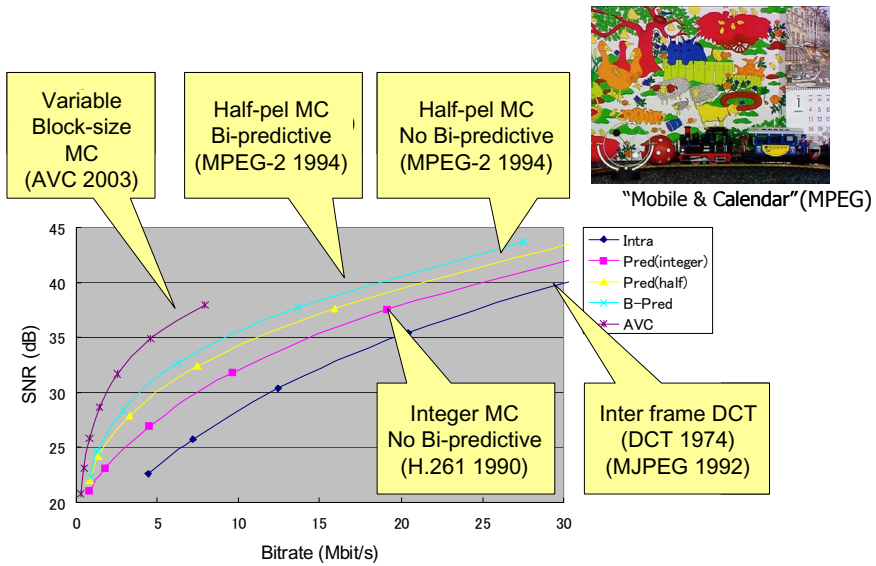 Variable
Block-size
MC
(AVC 2003)
Half-pel MC
Bi-predictive )
(MPEG-2 1994)
Half-pel MC
No Bi-predictive
(MPEG-2 1994)
"Mobile & Calendar"(MPEG)
45
40
35
30
25
20
SNR (dB)
0
5
10
15
20
25
30
Bitrate (Mbit/s)
Intra
Pred(integer)
Pred(half)
B-Pred
AVC
Integer MC
No Bi-predictive
(H.261 1990)
Inter frame DCT
(DCT 1974)
(MJPEG 1992)